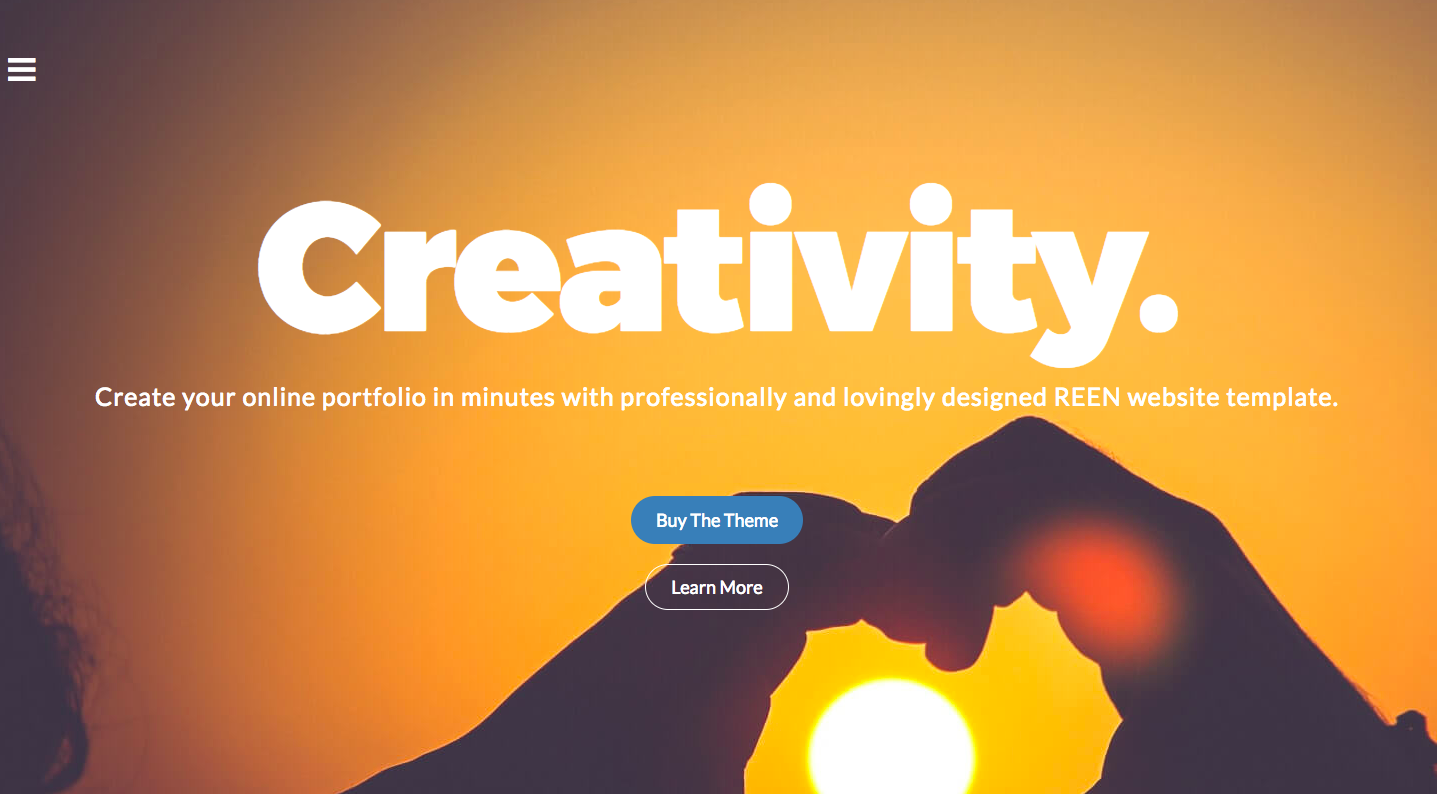 Creativity.
Create your online portfolio in minutes with professionally and lovingly designed REEN website template.
Buy The Theme
Learn More